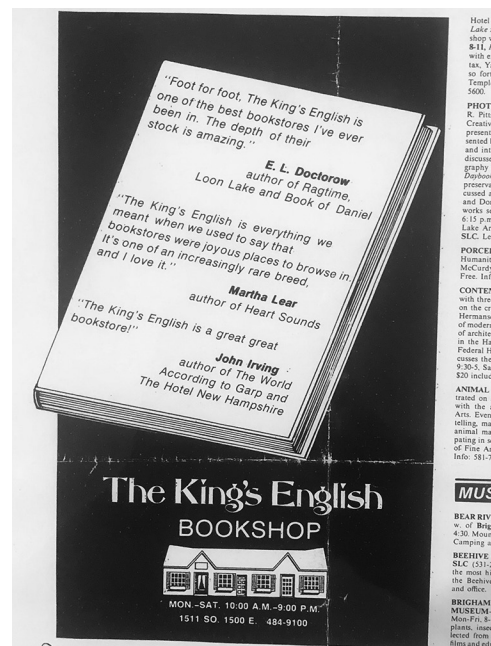 "Foot for foot, The King's English is
one of the best bookstores I've ever
been in. The depth of their
stock is amazing."
E. L. Doctorow
author of Ragtime,
Loon Lake and Book of Daniel
"The King's English is everything we
meant when we used to say that
bookstores were joyous places to browse in.
It's one of an increasingly rare breed,
and I love it."
Martha Lear
author of Heart Sounds
"The King's English is a great great
bookstore!"
John Irving
author of The World
According to Garp and
The Hotel New Hampshire
The King's English
BOOKSHOP
MON.-SAT. 10:00 A.M.-9:00 P.M.
1511 SO. 1500 E. 484-9100
Hotel
Lake
shop
8-11,
with
tax,
so for
Templ
5600.
PHOT
R. Pitt
Creativ
present
sented
and int
discusse
graphy
Daybook
preserva
cussed a
and Do
works s
6:15 p.m
Lake Ar
SLC. Le
PORCE
Humanit
McCurdy
Free. Inf
CONTEN
with thre
on the cr
Hermans
of modern
of archite
in the Ha
Federal H
cusses the
9:30-5, Sa
$20 includ
ANIMAL
trated on
with the
Arts. Even
telling, ma
animal ma
pating in s
of Fine Ar
Info: 581-7
MUS
BEAR RIV
w. of Brig
4:30. Moun
Camping a
BEEHIVE
SLC (531-2
the most hi
the Beehiv
and office.
BRIGHAM
MUSEUM-
Mon-Fri, 8-
plants, inse
lected from
films and ed